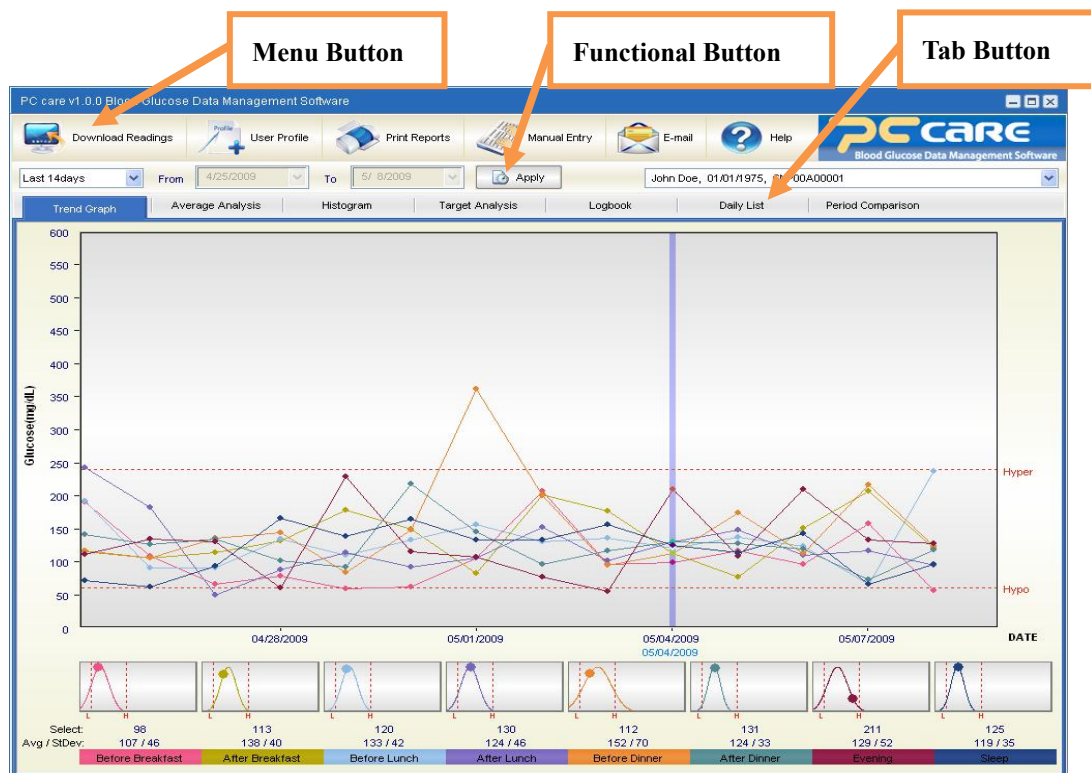 Menu Button
Functional Button
Tab Button
PC care v1.0.0 Blood Glucose Data Management Software
Download Readings
Profile
User Profile
Print Reports
Manual Entry
E-mail
Help
PC CARE
Blood Glucose Data Management Software
Last 14days From 4/25/2009 To 5/ 8/2009 Apply John Doe, 01/01/1975, 00A00001
Trend Graph Average Analysis Histogram Target Analysis Logbook Daily List Period Comparison
Glucose(mg/dL)
600
550
500
450
400
350
300
250
200
150
100
50
0
Hyper
Hypo
04/28/2009 05/01/2009 05/04/2009 05/07/2009 DATE
05/04/2009
L H L H L H L H L H L H L H L H
Select: 98 113 120 130 112 131 211 125
Avg / StDev: 107 / 46 138 / 40 133 / 42 124 / 46 152 / 70 124 / 33 129 / 52 119 / 35
Before Breakfast After Breakfast Before Lunch After Lunch Before Dinner After Dinner Evening Sleep